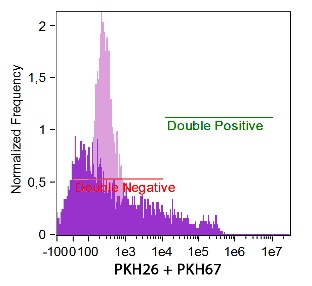 2
1,5
1
0,5
0
Normalized Frequency
Double Positive
Double Negative
-1000 100 1e3 1e4 1e5 1e6 1e7
PKH26 + PKH67